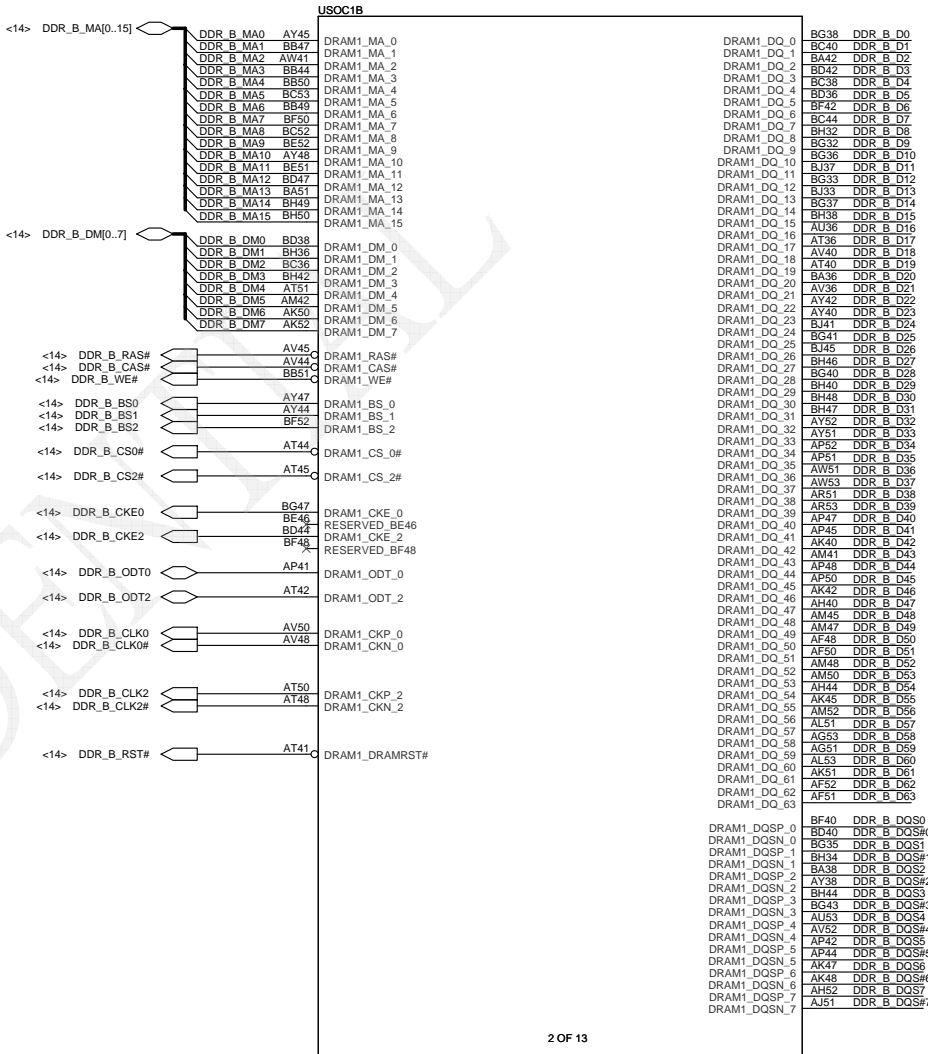 USOC1B
<14> DDR_B_MA[0..15]
DDR_B_MA0 AY45 DRAM1_MA_0
DDR_B_MA1 BB47 DRAM1_MA_1
DDR_B_MA2 AW41 DRAM1_MA_2
DDR_B_MA3 BB44 DRAM1_MA_3
DDR_B_MA4 BB50 DRAM1_MA_4
DDR_B_MA5 BC53 DRAM1_MA_5
DDR_B_MA6 BB49 DRAM1_MA_6
DDR_B_MA7 BF50 DRAM1_MA_7
DDR_B_MA8 BC52 DRAM1_MA_8
DDR_B_MA9 BE52 DRAM1_MA_9
DDR_B_MA10 AY48 DRAM1_MA_10
DDR_B_MA11 BE51 DRAM1_MA_11
DDR_B_MA12 BD47 DRAM1_MA_12
DDR_B_MA13 BA51 DRAM1_MA_13
DDR_B_MA14 BH49 DRAM1_MA_14
DDR_B_MA15 BH50 DRAM1_MA_15
<14> DDR_B_DM[0..7]
DDR_B_DM0 BD38 DRAM1_DM_0
DDR_B_DM1 BH36 DRAM1_DM_1
DDR_B_DM2 BC36 DRAM1_DM_2
DDR_B_DM3 BH42 DRAM1_DM_3
DDR_B_DM4 AT51 DRAM1_DM_4
DDR_B_DM5 AM42 DRAM1_DM_5
DDR_B_DM6 AK50 DRAM1_DM_6
DDR_B_DM7 AK52 DRAM1_DM_7
<14> DDR_B_RAS# AV45 DRAM1_RAS#
<14> DDR_B_CAS# AV44 DRAM1_CAS#
<14> DDR_B_WE# BB51 DRAM1_WE#
<14> DDR_B_BS0 AY47 DRAM1_BS_0
<14> DDR_B_BS1 AY44 DRAM1_BS_1
<14> DDR_B_BS2 BF52 DRAM1_BS_2
<14> DDR_B_CS0# AT44 DRAM1_CS_0#
<14> DDR_B_CS2# AT45 DRAM1_CS_2#
<14> DDR_B_CKE0 BG47 DRAM1_CKE_0
BE46 RESERVED_BE46
<14> DDR_B_CKE2 BD44 DRAM1_CKE_2
BF48 RESERVED_BF48
<14> DDR_B_ODT0 AP41 DRAM1_ODT_0
<14> DDR_B_ODT2 AT42 DRAM1_ODT_2
<14> DDR_B_CLK0 AV50 DRAM1_CKP_0
<14> DDR_B_CLK0# AV48 DRAM1_CKN_0
<14> DDR_B_CLK2 AT50 DRAM1_CKP_2
<14> DDR_B_CLK2# AT48 DRAM1_CKN_2
<14> DDR_B_RST# AT41 DRAM1_DRAMRST#
DRAM1_DQ_0 BG38 DDR_B_D0
DRAM1_DQ_1 BC40 DDR_B_D1
DRAM1_DQ_2 BA42 DDR_B_D2
DRAM1_DQ_3 BD42 DDR_B_D3
DRAM1_DQ_4 BC38 DDR_B_D4
DRAM1_DQ_5 BD36 DDR_B_D5
DRAM1_DQ_6 BF42 DDR_B_D6
DRAM1_DQ_7 BC44 DDR_B_D7
DRAM1_DQ_8 BH32 DDR_B_D8
DRAM1_DQ_9 BG32 DDR_B_D9
DRAM1_DQ_10 BG36 DDR_B_D10
DRAM1_DQ_11 BJ37 DDR_B_D11
DRAM1_DQ_12 BG33 DDR_B_D12
DRAM1_DQ_13 BJ33 DDR_B_D13
DRAM1_DQ_14 BG37 DDR_B_D14
DRAM1_DQ_15 BH38 DDR_B_D15
DRAM1_DQ_16 AU36 DDR_B_D16
DRAM1_DQ_17 AT36 DDR_B_D17
DRAM1_DQ_18 AV40 DDR_B_D18
DRAM1_DQ_19 AT40 DDR_B_D19
DRAM1_DQ_20 BA36 DDR_B_D20
DRAM1_DQ_21 AV36 DDR_B_D21
DRAM1_DQ_22 AY42 DDR_B_D22
DRAM1_DQ_23 AY40 DDR_B_D23
DRAM1_DQ_24 BJ41 DDR_B_D24
DRAM1_DQ_25 BG41 DDR_B_D25
DRAM1_DQ_26 BJ45 DDR_B_D26
DRAM1_DQ_27 BH46 DDR_B_D27
DRAM1_DQ_28 BG40 DDR_B_D28
DRAM1_DQ_29 BH40 DDR_B_D29
DRAM1_DQ_30 BH48 DDR_B_D30
DRAM1_DQ_31 BH47 DDR_B_D31
DRAM1_DQ_32 AY52 DDR_B_D32
DRAM1_DQ_33 AY51 DDR_B_D33
DRAM1_DQ_34 AP52 DDR_B_D34
DRAM1_DQ_35 AP51 DDR_B_D35
DRAM1_DQ_36 AW51 DDR_B_D36
DRAM1_DQ_37 AW53 DDR_B_D37
DRAM1_DQ_38 AR51 DDR_B_D38
DRAM1_DQ_39 AR53 DDR_B_D39
DRAM1_DQ_40 AP47 DDR_B_D40
DRAM1_DQ_41 AP45 DDR_B_D41
DRAM1_DQ_42 AK40 DDR_B_D42
DRAM1_DQ_43 AM41 DDR_B_D43
DRAM1_DQ_44 AP48 DDR_B_D44
DRAM1_DQ_45 AP50 DDR_B_D45
DRAM1_DQ_46 AK42 DDR_B_D46
DRAM1_DQ_47 AH40 DDR_B_D47
DRAM1_DQ_48 AM45 DDR_B_D48
DRAM1_DQ_49 AM47 DDR_B_D49
DRAM1_DQ_50 AF48 DDR_B_D50
DRAM1_DQ_51 AF50 DDR_B_D51
DRAM1_DQ_52 AM48 DDR_B_D52
DRAM1_DQ_53 AM50 DDR_B_D53
DRAM1_DQ_54 AH44 DDR_B_D54
DRAM1_DQ_55 AK45 DDR_B_D55
DRAM1_DQ_56 AM52 DDR_B_D56
DRAM1_DQ_57 AL51 DDR_B_D57
DRAM1_DQ_58 AG53 DDR_B_D58
DRAM1_DQ_59 AG51 DDR_B_D59
DRAM1_DQ_60 AL53 DDR_B_D60
DRAM1_DQ_61 AK51 DDR_B_D61
DRAM1_DQ_62 AF52 DDR_B_D62
DRAM1_DQ_63 AF51 DDR_B_D63
DRAM1_DQSP_0 BF40 DDR_B_DQS0
DRAM1_DQSN_0 BD40 DDR_B_DQS#0
DRAM1_DQSP_1 BG35 DDR_B_DQS1
DRAM1_DQSN_1 BH34 DDR_B_DQS#1
DRAM1_DQSP_2 BA38 DDR_B_DQS2
DRAM1_DQSN_2 AY38 DDR_B_DQS#2
DRAM1_DQSP_3 BH44 DDR_B_DQS3
DRAM1_DQSN_3 BG43 DDR_B_DQS#3
DRAM1_DQSP_4 AU53 DDR_B_DQS4
DRAM1_DQSN_4 AV52 DDR_B_DQS#4
DRAM1_DQSP_5 AP42 DDR_B_DQS5
DRAM1_DQSN_5 AP44 DDR_B_DQS#5
DRAM1_DQSP_6 AK47 DDR_B_DQS6
DRAM1_DQSN_6 AK48 DDR_B_DQS#6
DRAM1_DQSP_7 AH52 DDR_B_DQS7
DRAM1_DQSN_7 AJ51 DDR_B_DQS#7
2 OF 13
DENTIAL